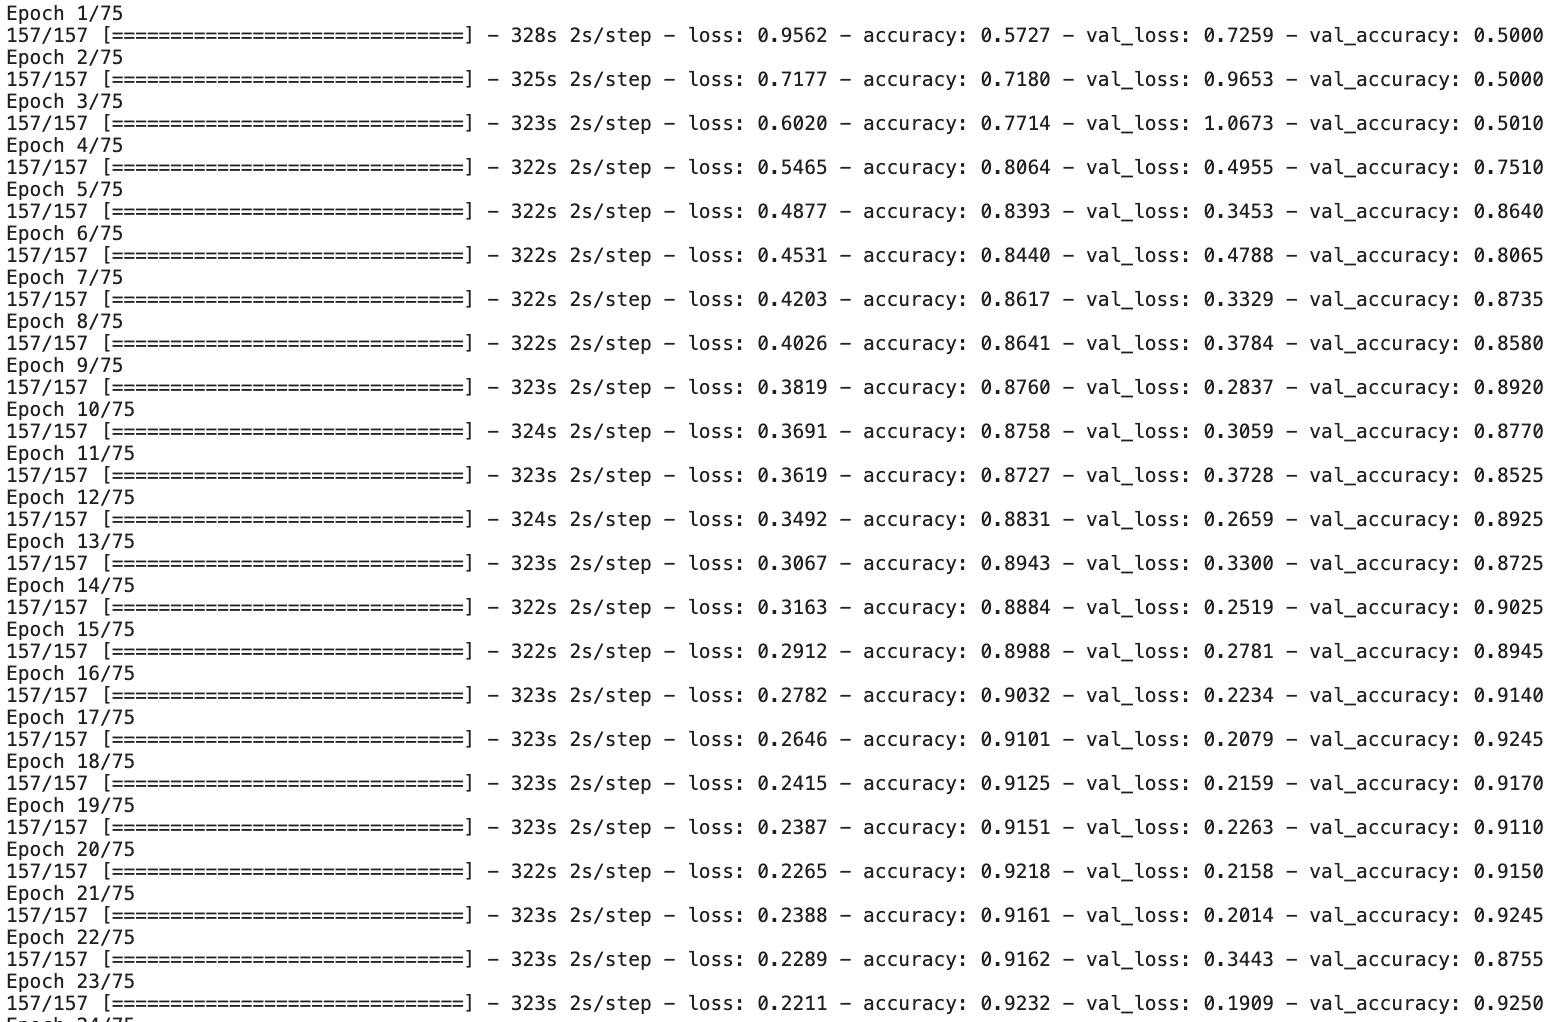 Epoch 1/75
157/157 [==============================] - 328s 2s/step - loss: 0.9562 - accuracy: 0.5727 - val_loss: 0.7259 - val_accuracy: 0.5000
Epoch 2/75
157/157 [==============================] - 325s 2s/step - loss: 0.7177 - accuracy: 0.7180 - val_loss: 0.9653 - val_accuracy: 0.5000
Epoch 3/75
157/157 [==============================] - 323s 2s/step - loss: 0.6020 - accuracy: 0.7714 - val_loss: 1.0673 - val_accuracy: 0.5010
Epoch 4/75
157/157 [==============================] - 322s 2s/step - loss: 0.5465 - accuracy: 0.8064 - val_loss: 0.4955 - val_accuracy: 0.7510
Epoch 5/75
157/157 [==============================] - 322s 2s/step - loss: 0.4877 - accuracy: 0.8393 - val_loss: 0.3453 - val_accuracy: 0.8640
Epoch 6/75
157/157 [==============================] - 322s 2s/step - loss: 0.4531 - accuracy: 0.8440 - val_loss: 0.4788 - val_accuracy: 0.8065
Epoch 7/75
157/157 [==============================] - 322s 2s/step - loss: 0.4203 - accuracy: 0.8617 - val_loss: 0.3329 - val_accuracy: 0.8735
Epoch 8/75
157/157 [==============================] - 322s 2s/step - loss: 0.4026 - accuracy: 0.8641 - val_loss: 0.3784 - val_accuracy: 0.8580
Epoch 9/75
157/157 [==============================] - 323s 2s/step - loss: 0.3819 - accuracy: 0.8760 - val_loss: 0.2837 - val_accuracy: 0.8920
Epoch 10/75
157/157 [==============================] - 324s 2s/step - loss: 0.3691 - accuracy: 0.8758 - val_loss: 0.3059 - val_accuracy: 0.8770
Epoch 11/75
157/157 [==============================] - 323s 2s/step - loss: 0.3619 - accuracy: 0.8727 - val_loss: 0.3728 - val_accuracy: 0.8525
Epoch 12/75
157/157 [==============================] - 324s 2s/step - loss: 0.3492 - accuracy: 0.8831 - val_loss: 0.2659 - val_accuracy: 0.8925
Epoch 13/75
157/157 [==============================] - 323s 2s/step - loss: 0.3067 - accuracy: 0.8943 - val_loss: 0.3300 - val_accuracy: 0.8725
Epoch 14/75
157/157 [==============================] - 322s 2s/step - loss: 0.3163 - accuracy: 0.8884 - val_loss: 0.2519 - val_accuracy: 0.9025
Epoch 15/75
157/157 [==============================] - 322s 2s/step - loss: 0.2912 - accuracy: 0.8988 - val_loss: 0.2781 - val_accuracy: 0.8945
Epoch 16/75
157/157 [==============================] - 323s 2s/step - loss: 0.2782 - accuracy: 0.9032 - val_loss: 0.2234 - val_accuracy: 0.9140
Epoch 17/75
157/157 [==============================] - 323s 2s/step - loss: 0.2646 - accuracy: 0.9101 - val_loss: 0.2079 - val_accuracy: 0.9245
Epoch 18/75
157/157 [==============================] - 323s 2s/step - loss: 0.2415 - accuracy: 0.9125 - val_loss: 0.2159 - val_accuracy: 0.9170
Epoch 19/75
157/157 [==============================] - 323s 2s/step - loss: 0.2387 - accuracy: 0.9151 - val_loss: 0.2263 - val_accuracy: 0.9110
Epoch 20/75
157/157 [==============================] - 322s 2s/step - loss: 0.2265 - accuracy: 0.9218 - val_loss: 0.2158 - val_accuracy: 0.9150
Epoch 21/75
157/157 [==============================] - 323s 2s/step - loss: 0.2388 - accuracy: 0.9161 - val_loss: 0.2014 - val_accuracy: 0.9245
Epoch 22/75
157/157 [==============================] - 323s 2s/step - loss: 0.2289 - accuracy: 0.9162 - val_loss: 0.3443 - val_accuracy: 0.8755
Epoch 23/75
157/157 [==============================] - 323s 2s/step - loss: 0.2211 - accuracy: 0.9232 - val_loss: 0.1909 - val_accuracy: 0.9250